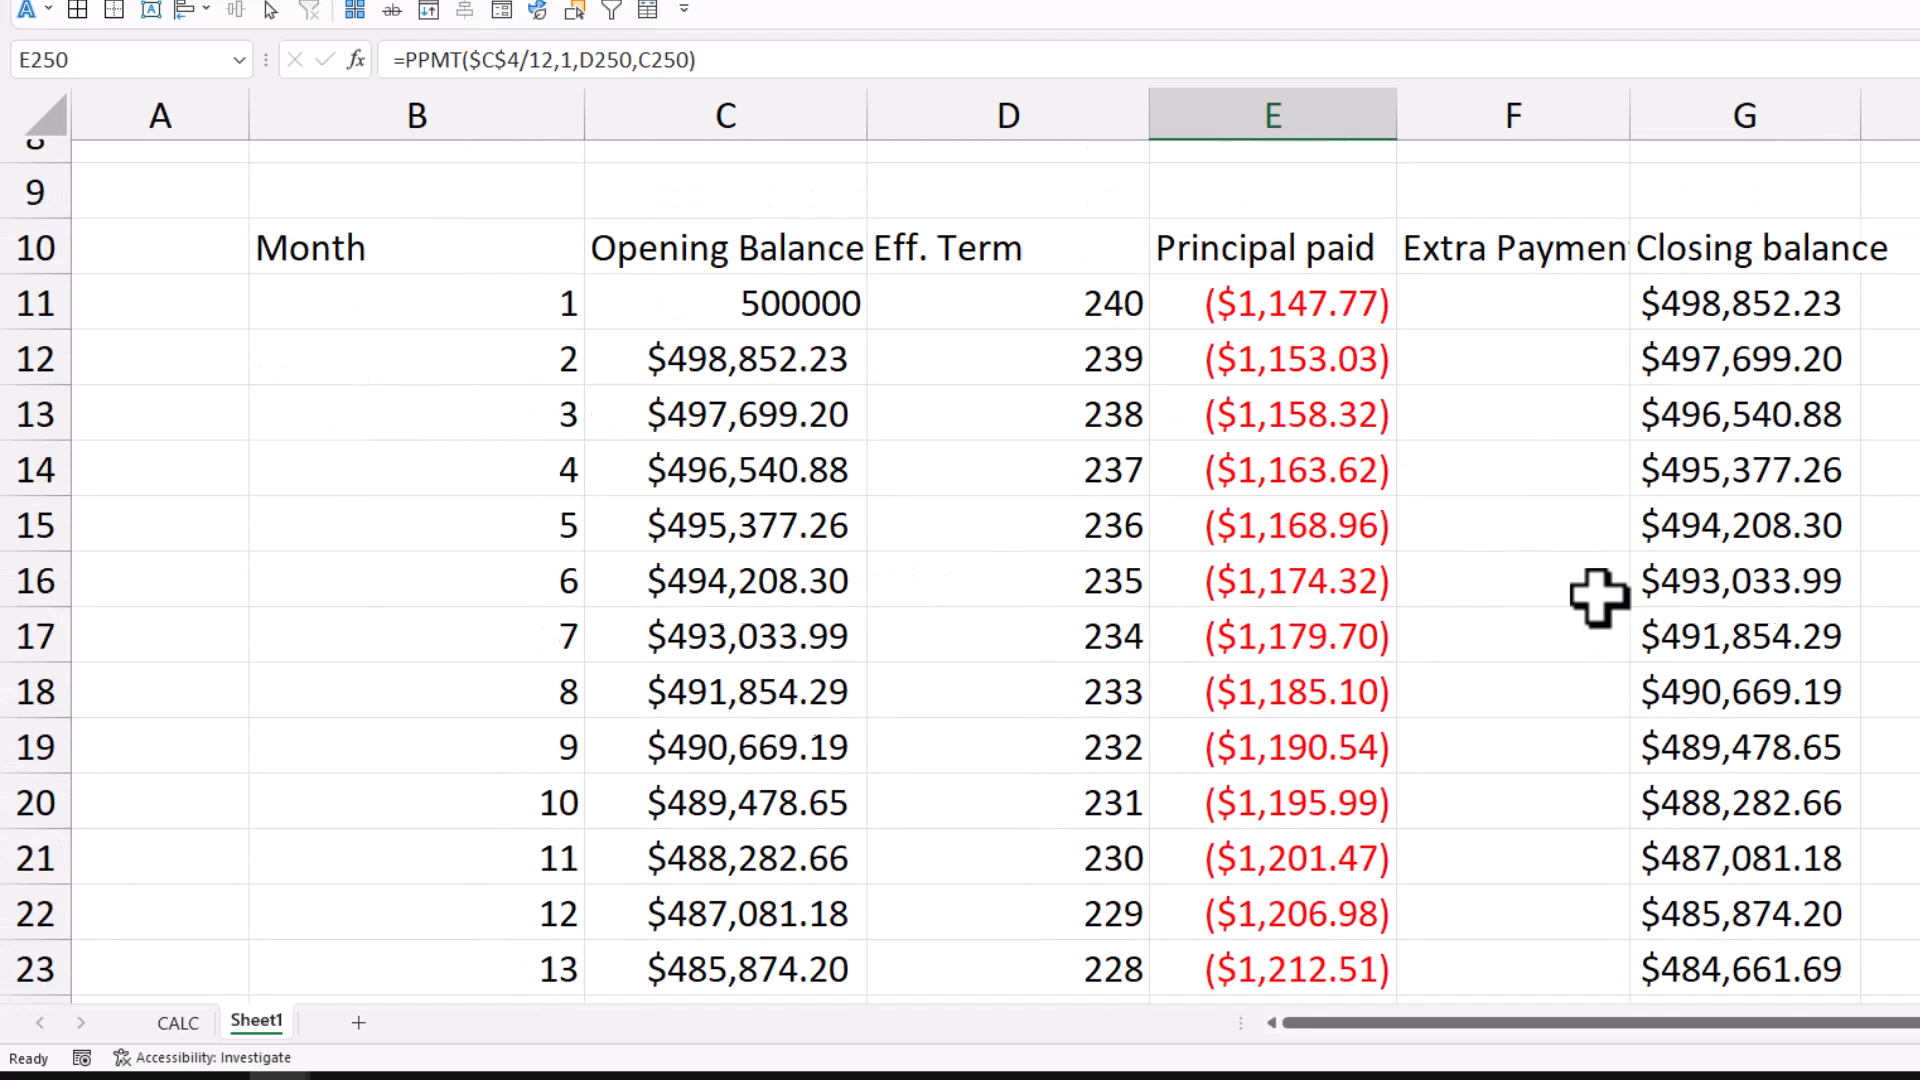 E250 fx =PPMT($C$4/12,1,D250,C250)
A B C D E F G
8
9
10 Month Opening Balance Eff. Term Principal paid Extra Paymen Closing balance
11 1 500000 240 ($1,147.77) $498,852.23
12 2 $498,852.23 239 ($1,153.03) $497,699.20
13 3 $497,699.20 238 ($1,158.32) $496,540.88
14 4 $496,540.88 237 ($1,163.62) $495,377.26
15 5 $495,377.26 236 ($1,168.96) $494,208.30
16 6 $494,208.30 235 ($1,174.32) $493,033.99
17 7 $493,033.99 234 ($1,179.70) $491,854.29
18 8 $491,854.29 233 ($1,185.10) $490,669.19
19 9 $490,669.19 232 ($1,190.54) $489,478.65
20 10 $489,478.65 231 ($1,195.99) $488,282.66
21 11 $488,282.66 230 ($1,201.47) $487,081.18
22 12 $487,081.18 229 ($1,206.98) $485,874.20
23 13 $485,874.20 228 ($1,212.51) $484,661.69
CALC Sheet1
Ready Accessibility: Investigate